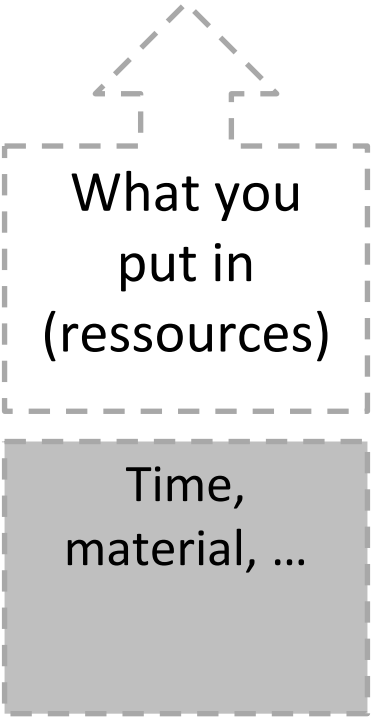 What you
put in
(ressources)
Time,
material, ...